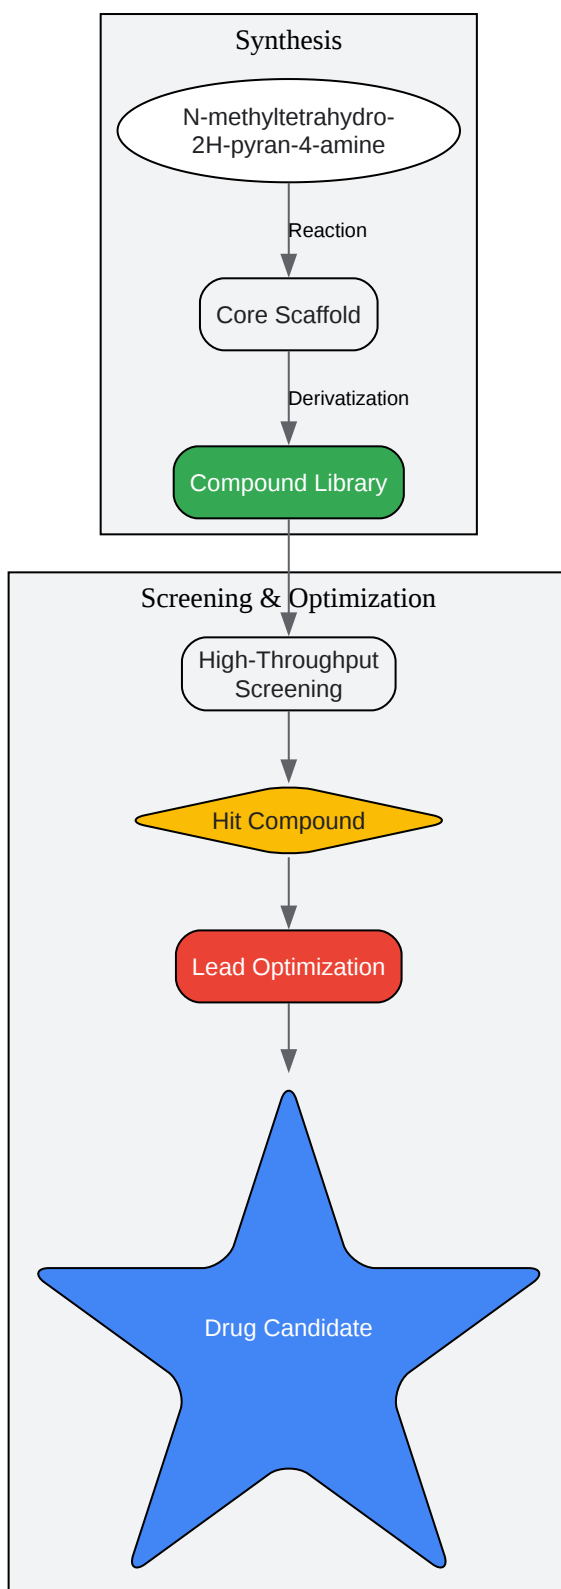 Synthesis
N-methyltetrahydro-
2H-pyran-4-amine
Reaction
Core Scaffold
Derivatization
Compound Library
Screening & Optimization
High-Throughput
Screening
Hit Compound
Lead Optimization
Drug Candidate